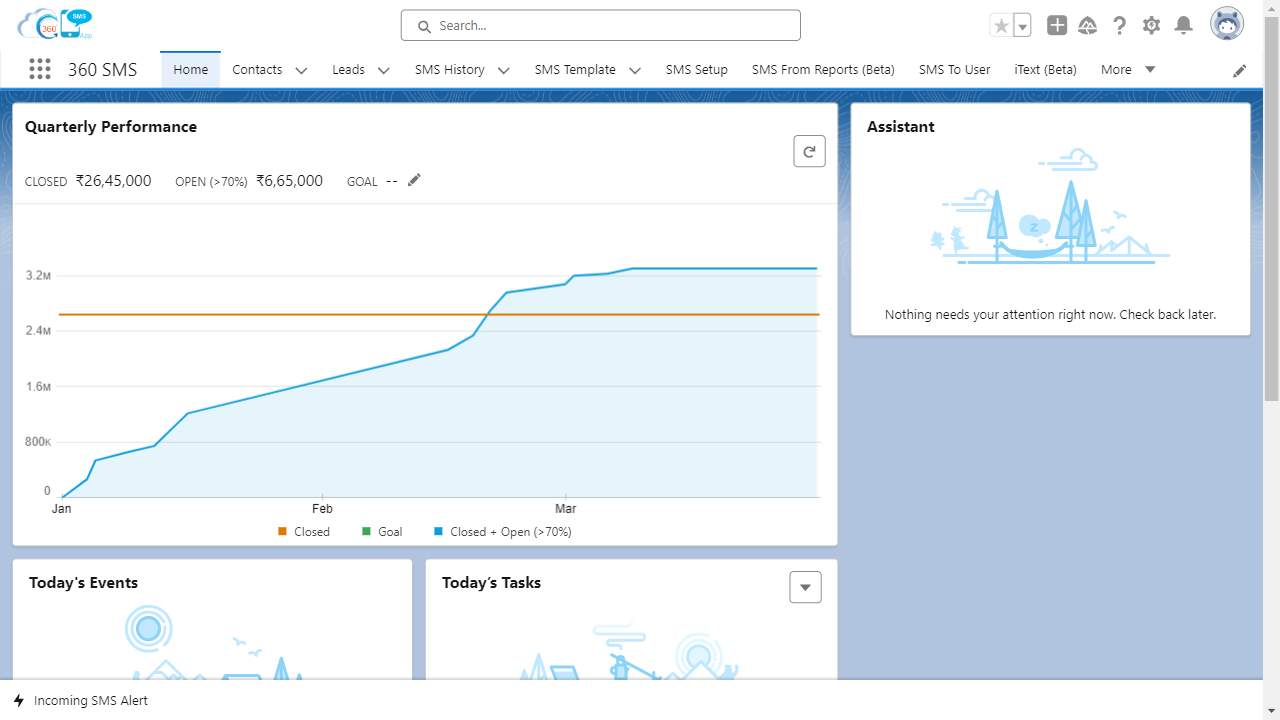 360 SMS App
Search...
360 SMS
Home
Contacts
Leads
SMS History
SMS Template
SMS Setup
SMS From Reports (Beta)
SMS To User
iText (Beta)
More
Quarterly Performance
CLOSED ₹26,45,000 OPEN (>70%) ₹6,65,000 GOAL --
3.2M
2.4M
1.6M
800K
0
Jan Feb Mar
Closed Goal Closed + Open (>70%)
Assistant
z
Nothing needs your attention right now. Check back later.
Today's Events
Today's Tasks
Incoming SMS Alert